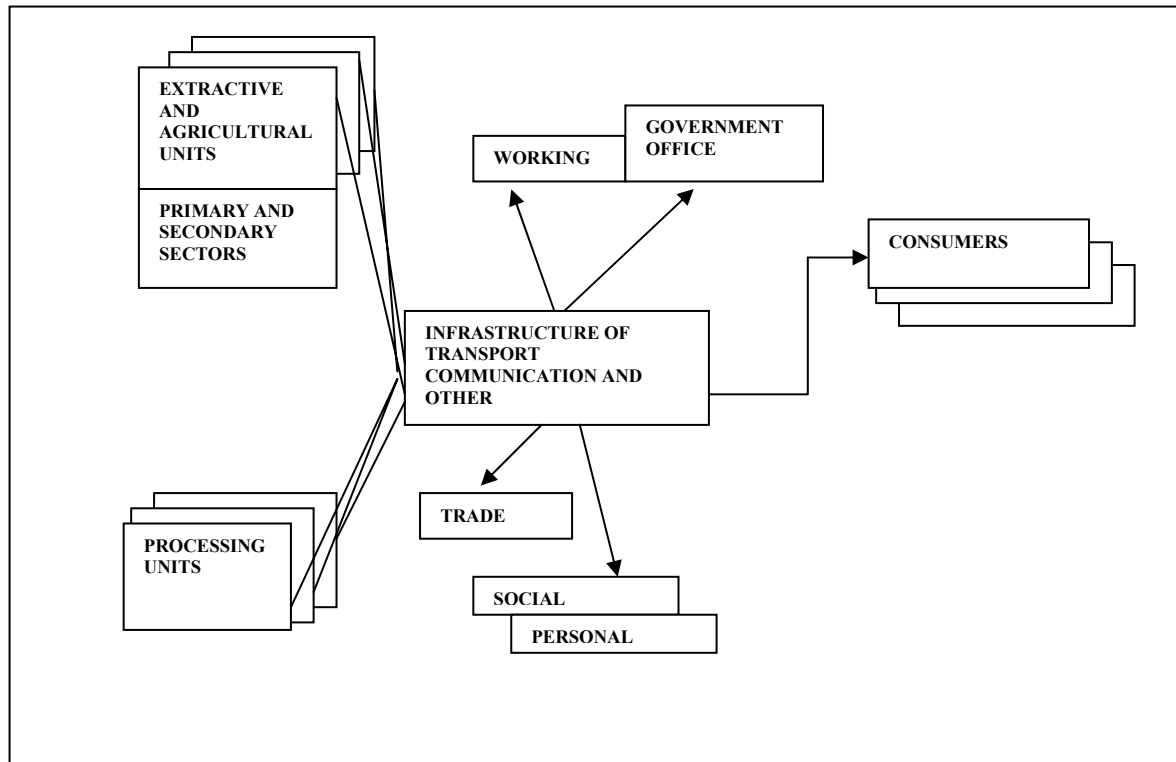 EXTRACTIVE
AND
AGRICULTURAL
UNITS
PRIMARY AND
SECONDARY
SECTORS
WORKING
GOVERNMENT
OFFICE
CONSUMERS
INFRASTRUCTURE OF
TRANSPORT
COMMUNICATION AND
OTHER
TRADE
PROCESSING
UNITS
SOCIAL
PERSONAL